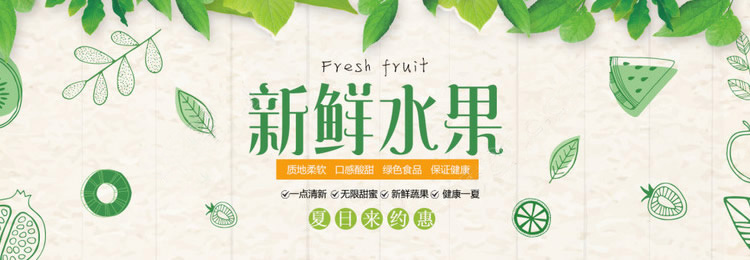 Fresh fruit
新鲜水果
质地柔软 口感酸甜 绿色食品 保证健康
一点清新 无限甜蜜 新鲜蔬果 健康一夏
夏日来约惠